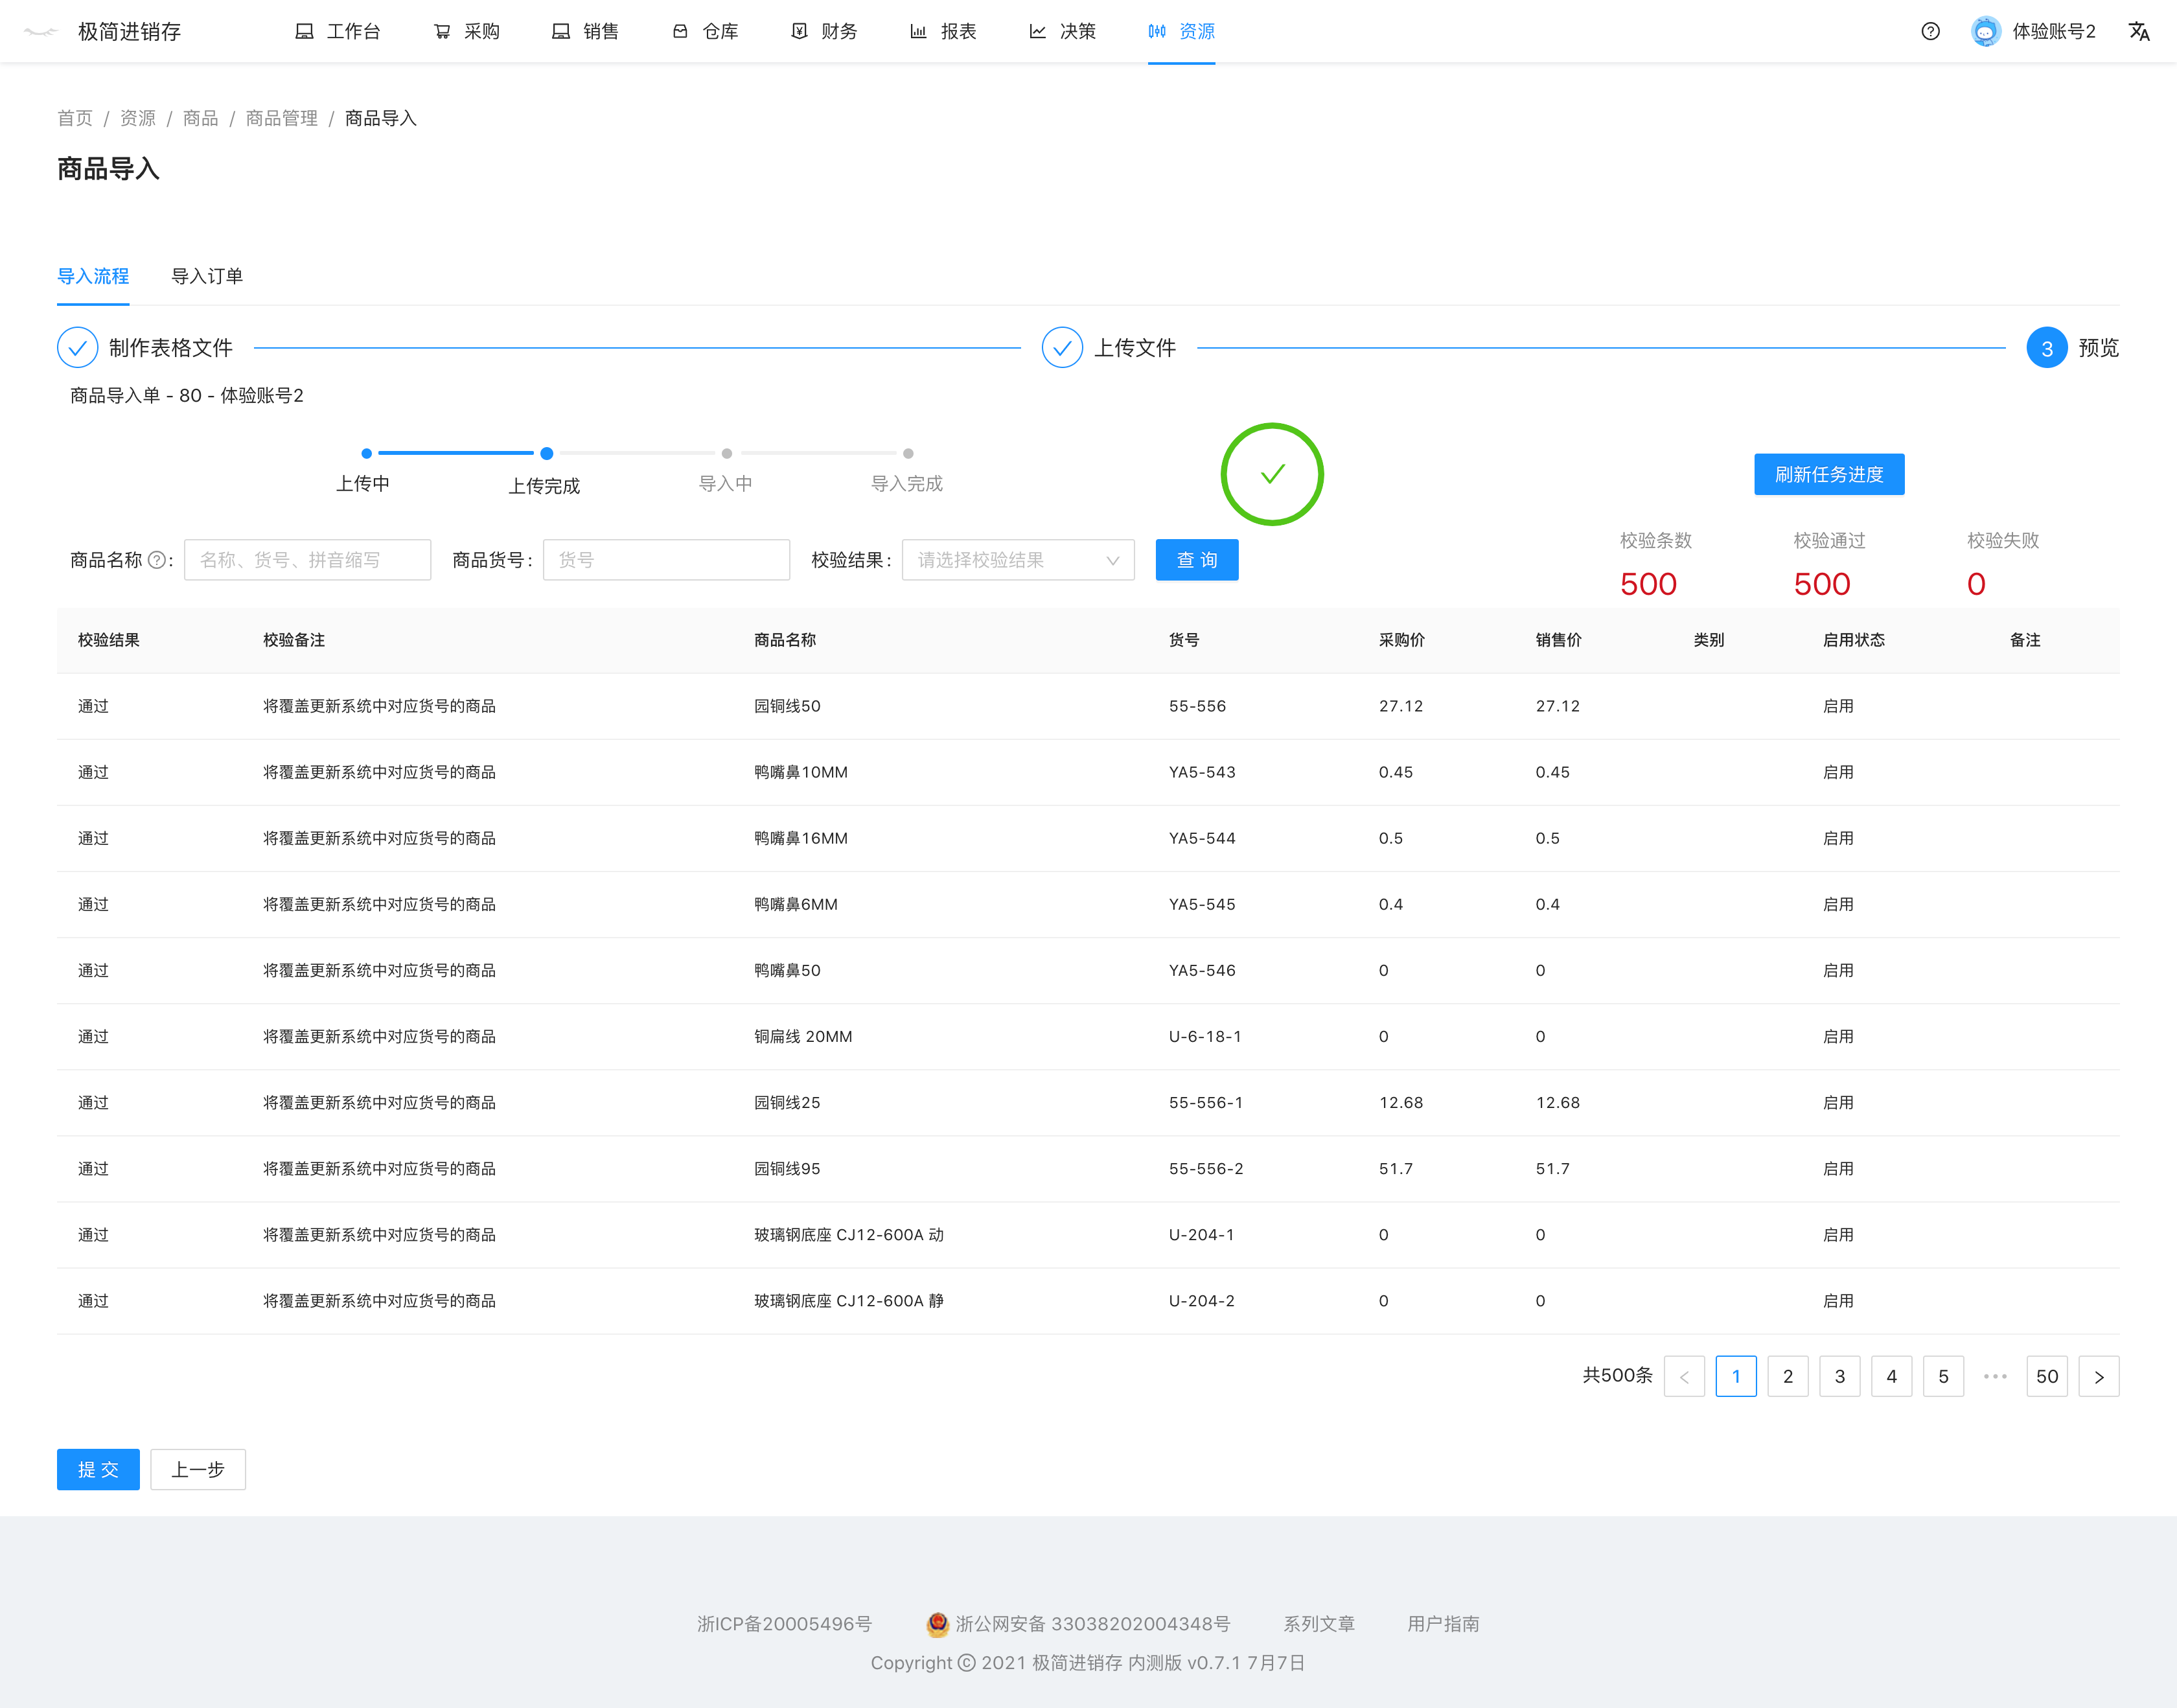 极简进销存 工作台 采购 销售 仓库 财务 报表 决策 资源 体验账号2
首页 / 资源 / 商品 / 商品管理 / 商品导入
商品导入
导入流程 导入订单
制作表格文件 上传文件 3 预览
商品导入单 - 80 - 体验账号2
上传中 上传完成 导入中 导入完成
刷新任务进度
商品名称 ?: 名称、货号、拼音缩写 商品货号: 货号 校验结果: 请选择校验结果 查 询
校验条数 校验通过 校验失败
500 500 0
校验结果 校验备注 商品名称 货号 采购价 销售价 类别 启用状态 备注
通过 将覆盖更新系统中对应货号的商品 园铜线50 55-556 27.12 27.12 启用
通过 将覆盖更新系统中对应货号的商品 鸭嘴鼻10MM YA5-543 0.45 0.45 启用
通过 将覆盖更新系统中对应货号的商品 鸭嘴鼻16MM YA5-544 0.5 0.5 启用
通过 将覆盖更新系统中对应货号的商品 鸭嘴鼻6MM YA5-545 0.4 0.4 启用
通过 将覆盖更新系统中对应货号的商品 鸭嘴鼻50 YA5-546 0 0 启用
通过 将覆盖更新系统中对应货号的商品 铜扁线 20MM U-6-18-1 0 0 启用
通过 将覆盖更新系统中对应货号的商品 园铜线25 55-556-1 12.68 12.68 启用
通过 将覆盖更新系统中对应货号的商品 园铜线95 55-556-2 51.7 51.7 启用
通过 将覆盖更新系统中对应货号的商品 玻璃钢底座 CJ12-600A 动 U-204-1 0 0 启用
通过 将覆盖更新系统中对应货号的商品 玻璃钢底座 CJ12-600A 静 U-204-2 0 0 启用
共500条 < 1 2 3 4 5 ••• 50 >
提 交 上一步
浙ICP备20005496号 浙公网安备 33038202004348号 系列文章 用户指南
Copyright © 2021 极简进销存 内测版 v0.7.1 7月7日